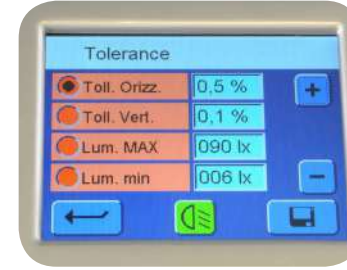 Tolerance
Toll. Orizz. 0,5 %
Toll. Vert. 0,1 %
Lum. MAX 090 lx
Lum. min 006 lx